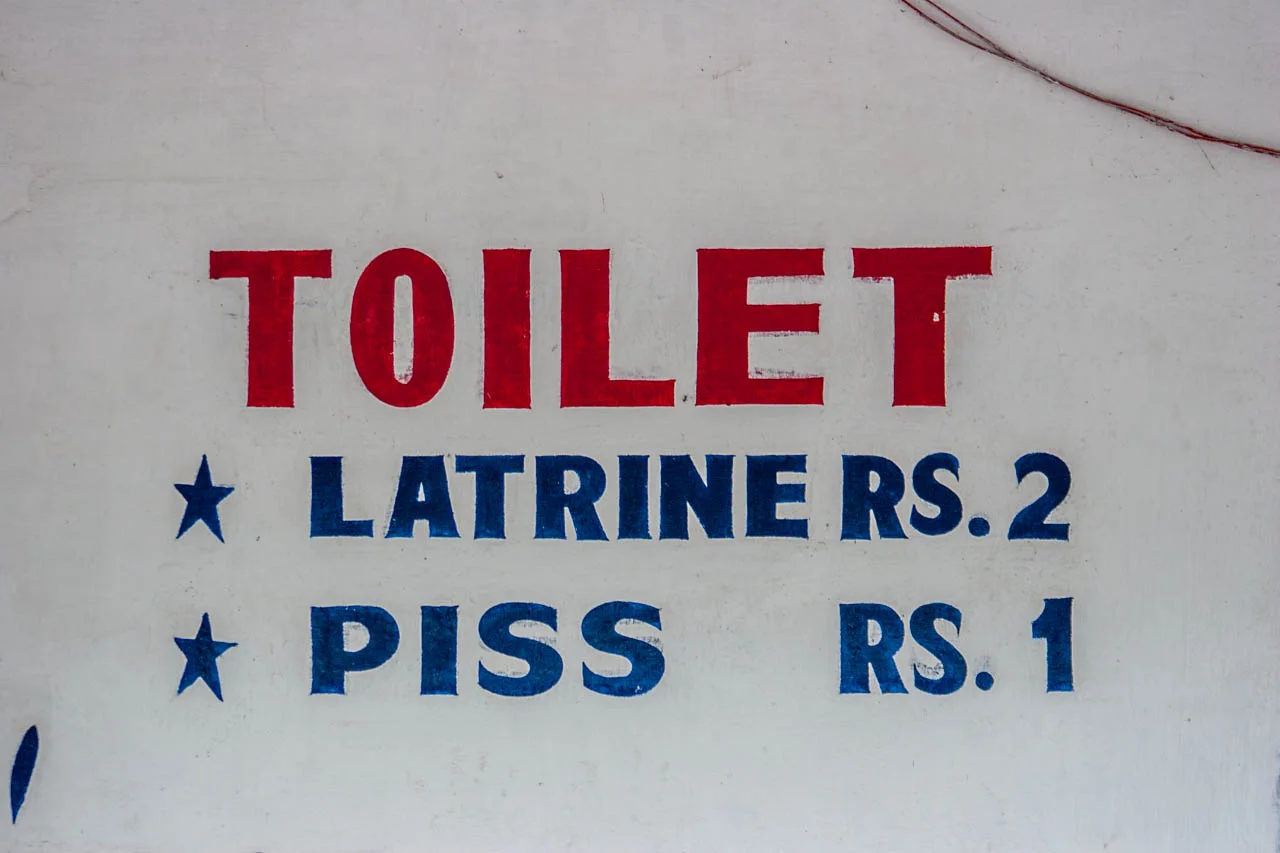 TOILET
★ LATRINE RS. 2
★ PISS RS. 1